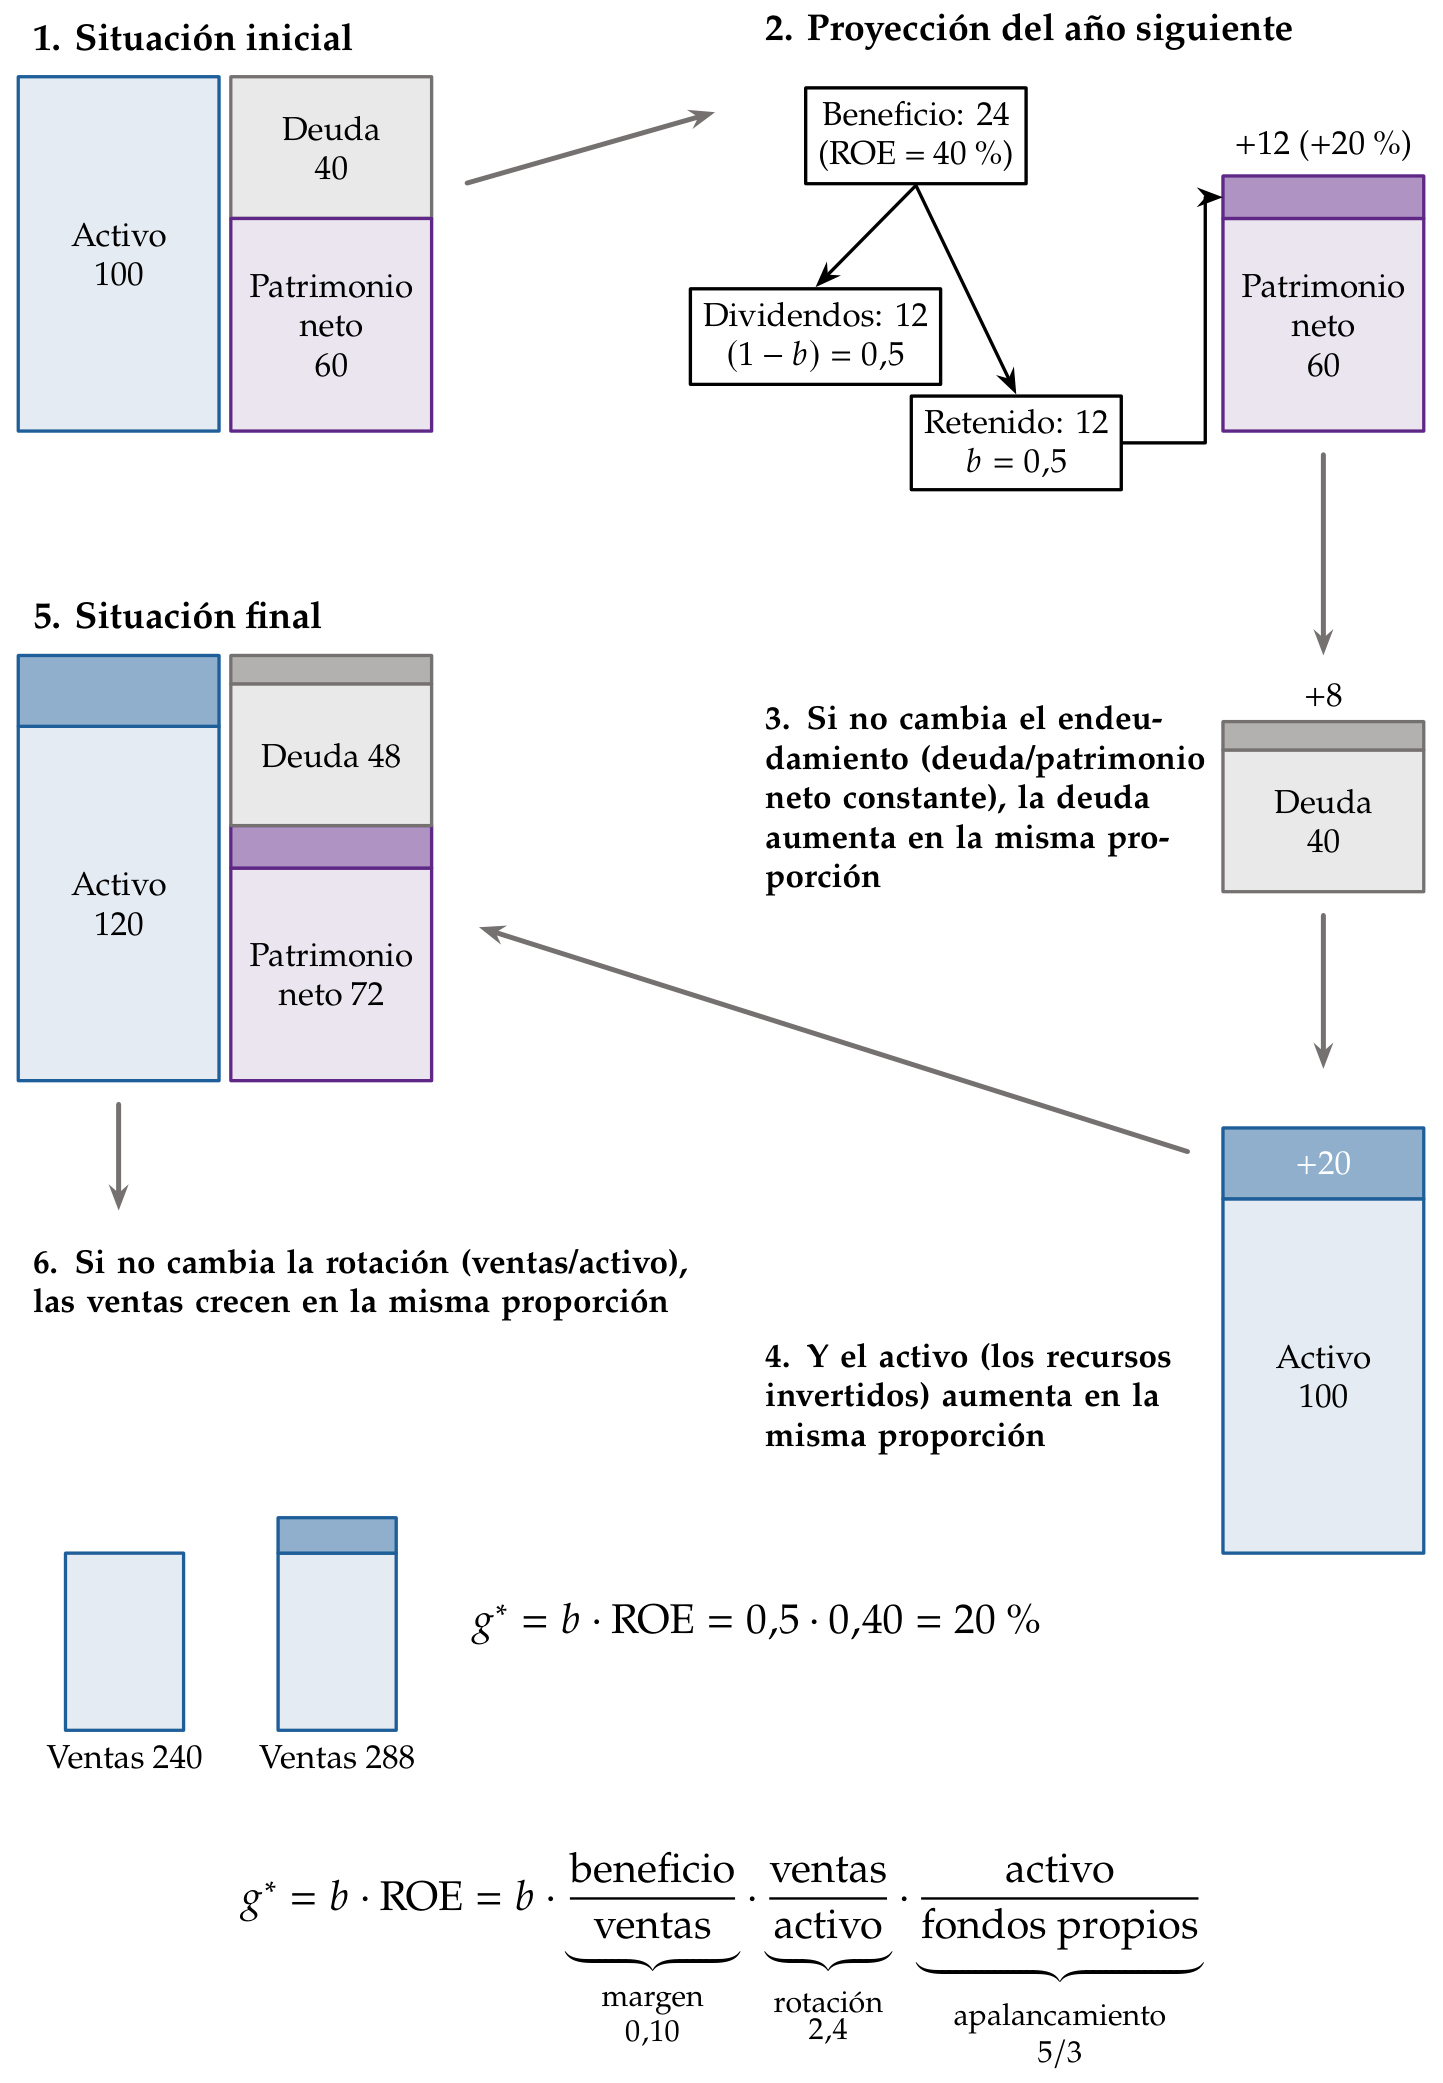 1. Situación inicial
Activo
100
Deuda
40
Patrimonio
neto
60
2. Proyección del año siguiente
Beneficio: 24
(ROE = 40 %)
Dividendos: 12
(1 − b) = 0,5
Retenido: 12
b = 0,5
+12 (+20 %)
Patrimonio
neto
60
3. Si no cambia el endeu-
damiento (deuda/patrimonio
neto constante), la deuda
aumenta en la misma pro-
porción
+8
Deuda
40
4. Y el activo (los recursos
invertidos) aumenta en la
misma proporción
+20
Activo
100
5. Situación final
Activo
120
Deuda 48
Patrimonio
neto 72
6. Si no cambia la rotación (ventas/activo),
las ventas crecen en la misma proporción
Ventas 240
Ventas 288
g* = b · ROE = 0,5 · 0,40 = 20 %
g* = b · ROE = b · beneficio/ventas · ventas/activo · activo/fondos propios
margen
0,10
rotación
2,4
apalancamiento
5/3